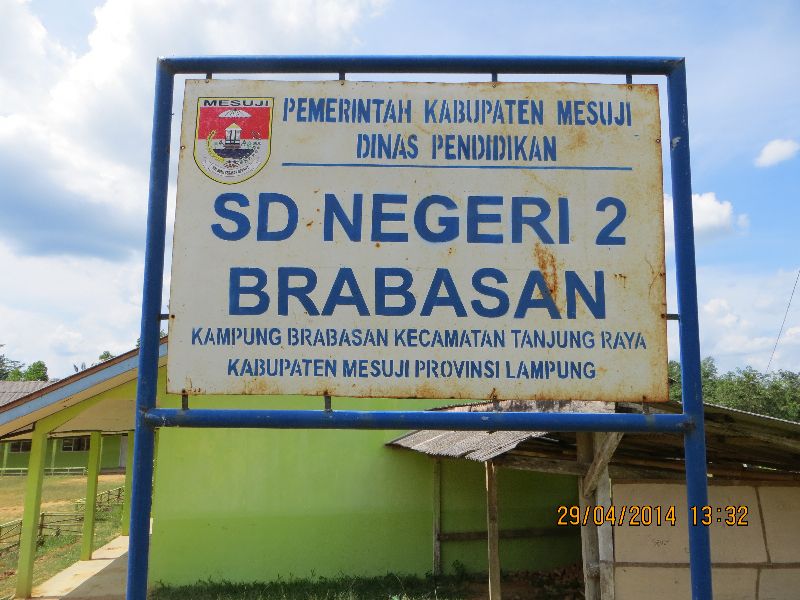 MESUJI
PEMERINTAH KABUPATEN MESUJI
DINAS PENDIDIKAN
SD NEGERI 2
BRABASAN
KAMPUNG BRABASAN KECAMATAN TANJUNG RAYA
KABUPATEN MESUJI PROVINSI LAMPUNG
29/04/2014 13:32